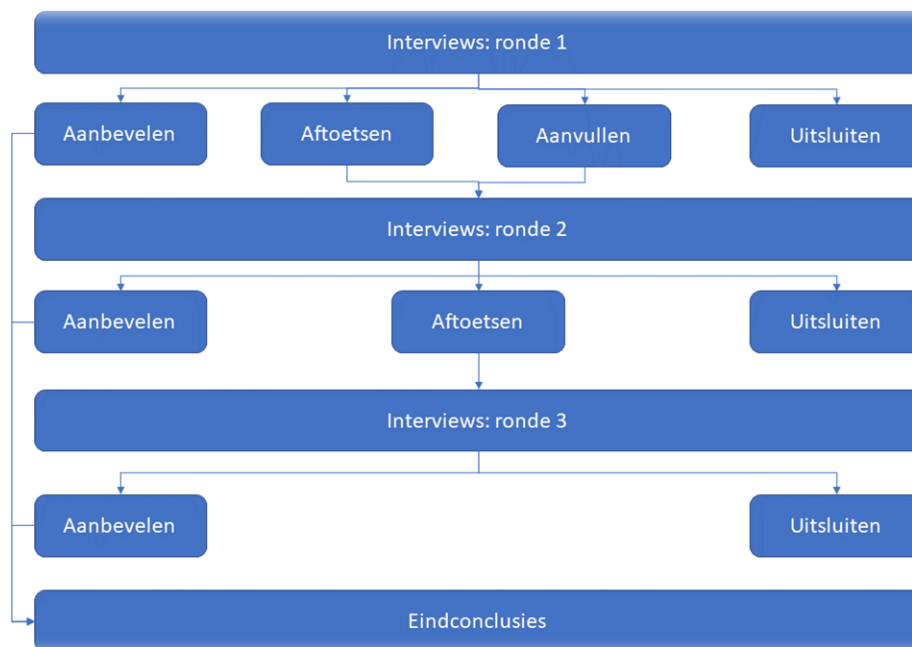 Interviews: ronde 1
Aanbevelen
Aftoetsen
Aanvullen
Uitsluiten
Interviews: ronde 2
Aanbevelen
Aftoetsen
Uitsluiten
Interviews: ronde 3
Aanbevelen
Uitsluiten
Eindconclusies